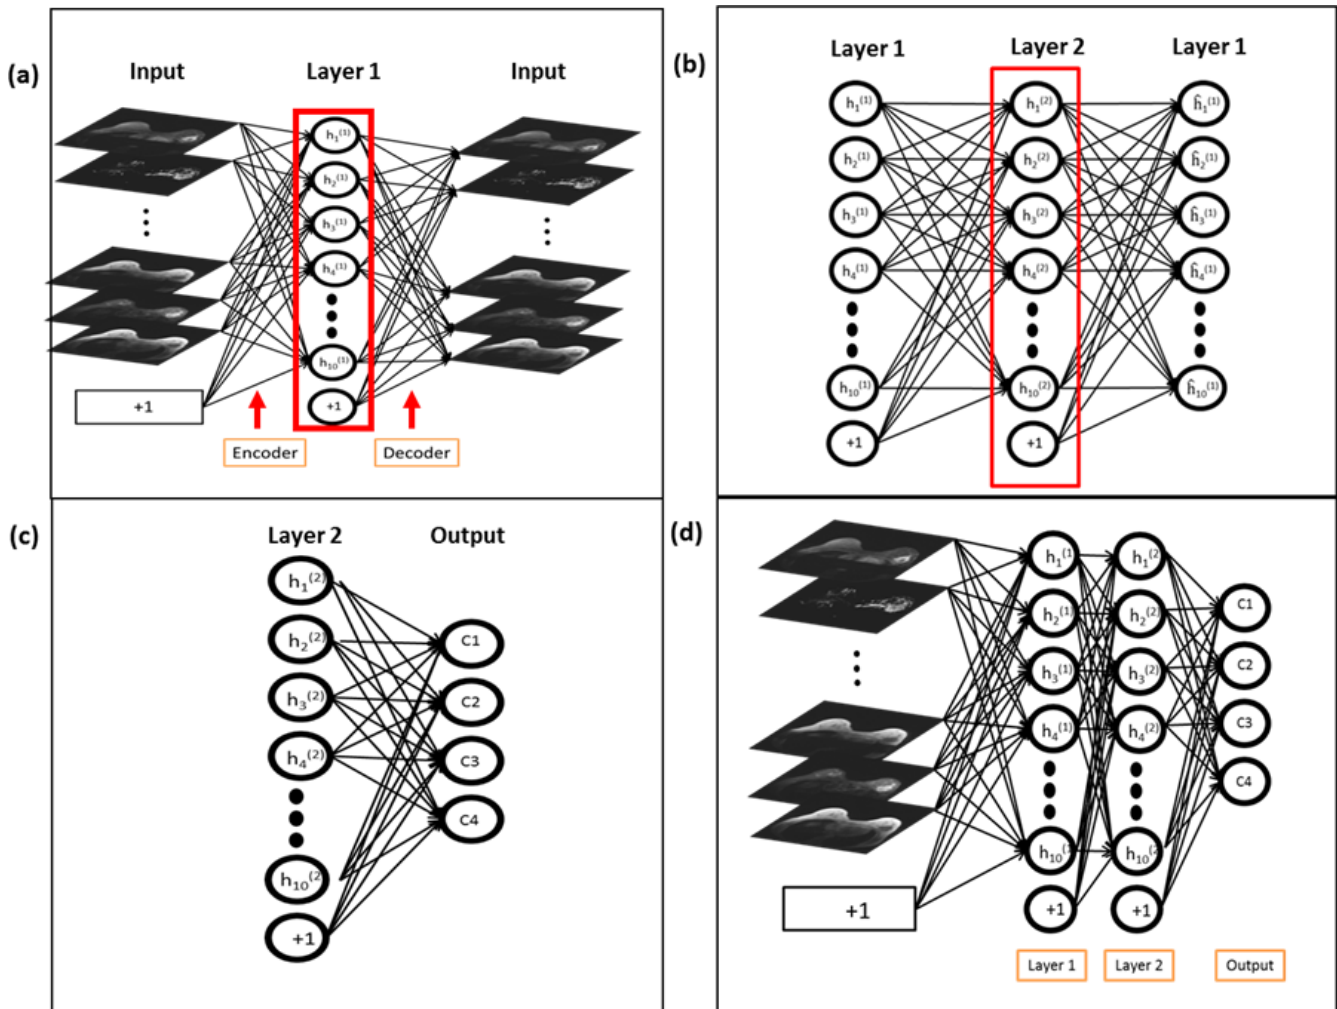 (a)
Input Layer 1 Input
h₁⁽¹⁾
h₂⁽¹⁾
h₃⁽¹⁾
h₄⁽¹⁾
h₁₀⁽¹⁾
+1 +1
Encoder Decoder
(b)
Layer 1 Layer 2 Layer 1
h₁⁽¹⁾ h₁⁽²⁾ ĥ₁⁽¹⁾
h₂⁽¹⁾ h₂⁽²⁾ ĥ₂⁽¹⁾
h₃⁽¹⁾ h₃⁽²⁾ ĥ₃⁽¹⁾
h₄⁽¹⁾ h₄⁽²⁾ ĥ₄⁽¹⁾
h₁₀⁽¹⁾ h₁₀⁽²⁾ ĥ₁₀⁽¹⁾
+1 +1
(c)
Layer 2 Output
h₁⁽²⁾
h₂⁽²⁾ C1
h₃⁽²⁾ C2
h₄⁽²⁾ C3
C4
h₁₀⁽²
+1
(d)
h₁⁽¹ h₁⁽²
h₂⁽¹⁾ h₂⁽²⁾ C1
h₃⁽¹⁾ h₃⁽²⁾ C2
h₄⁽¹⁾ h₄⁽²⁾ C3
C4
h₁₀⁽¹ h₁₀⁽²
+1 +1 +1
Layer 1 Layer 2 Output